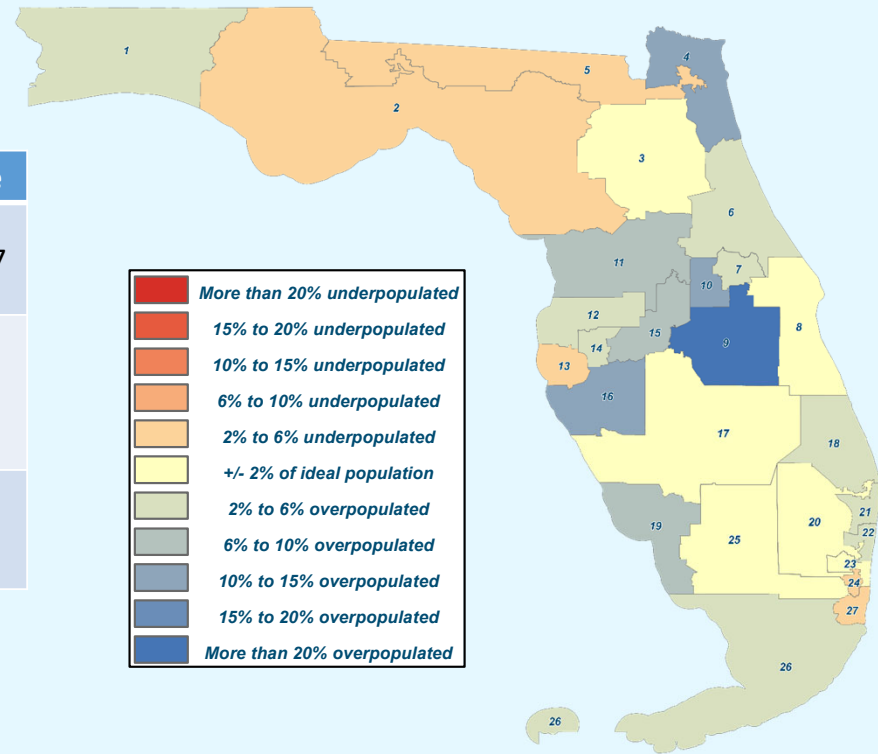 7
1
2
3
4
5
6
7
8
9
10
11
12
13
14
15
16
17
18
19
20
21
22
23
24
25
26
26
27
More than 20% underpopulated
15% to 20% underpopulated
10% to 15% underpopulated
6% to 10% underpopulated
2% to 6% underpopulated
+/- 2% of ideal population
2% to 6% overpopulated
6% to 10% overpopulated
10% to 15% overpopulated
15% to 20% overpopulated
More than 20% overpopulated